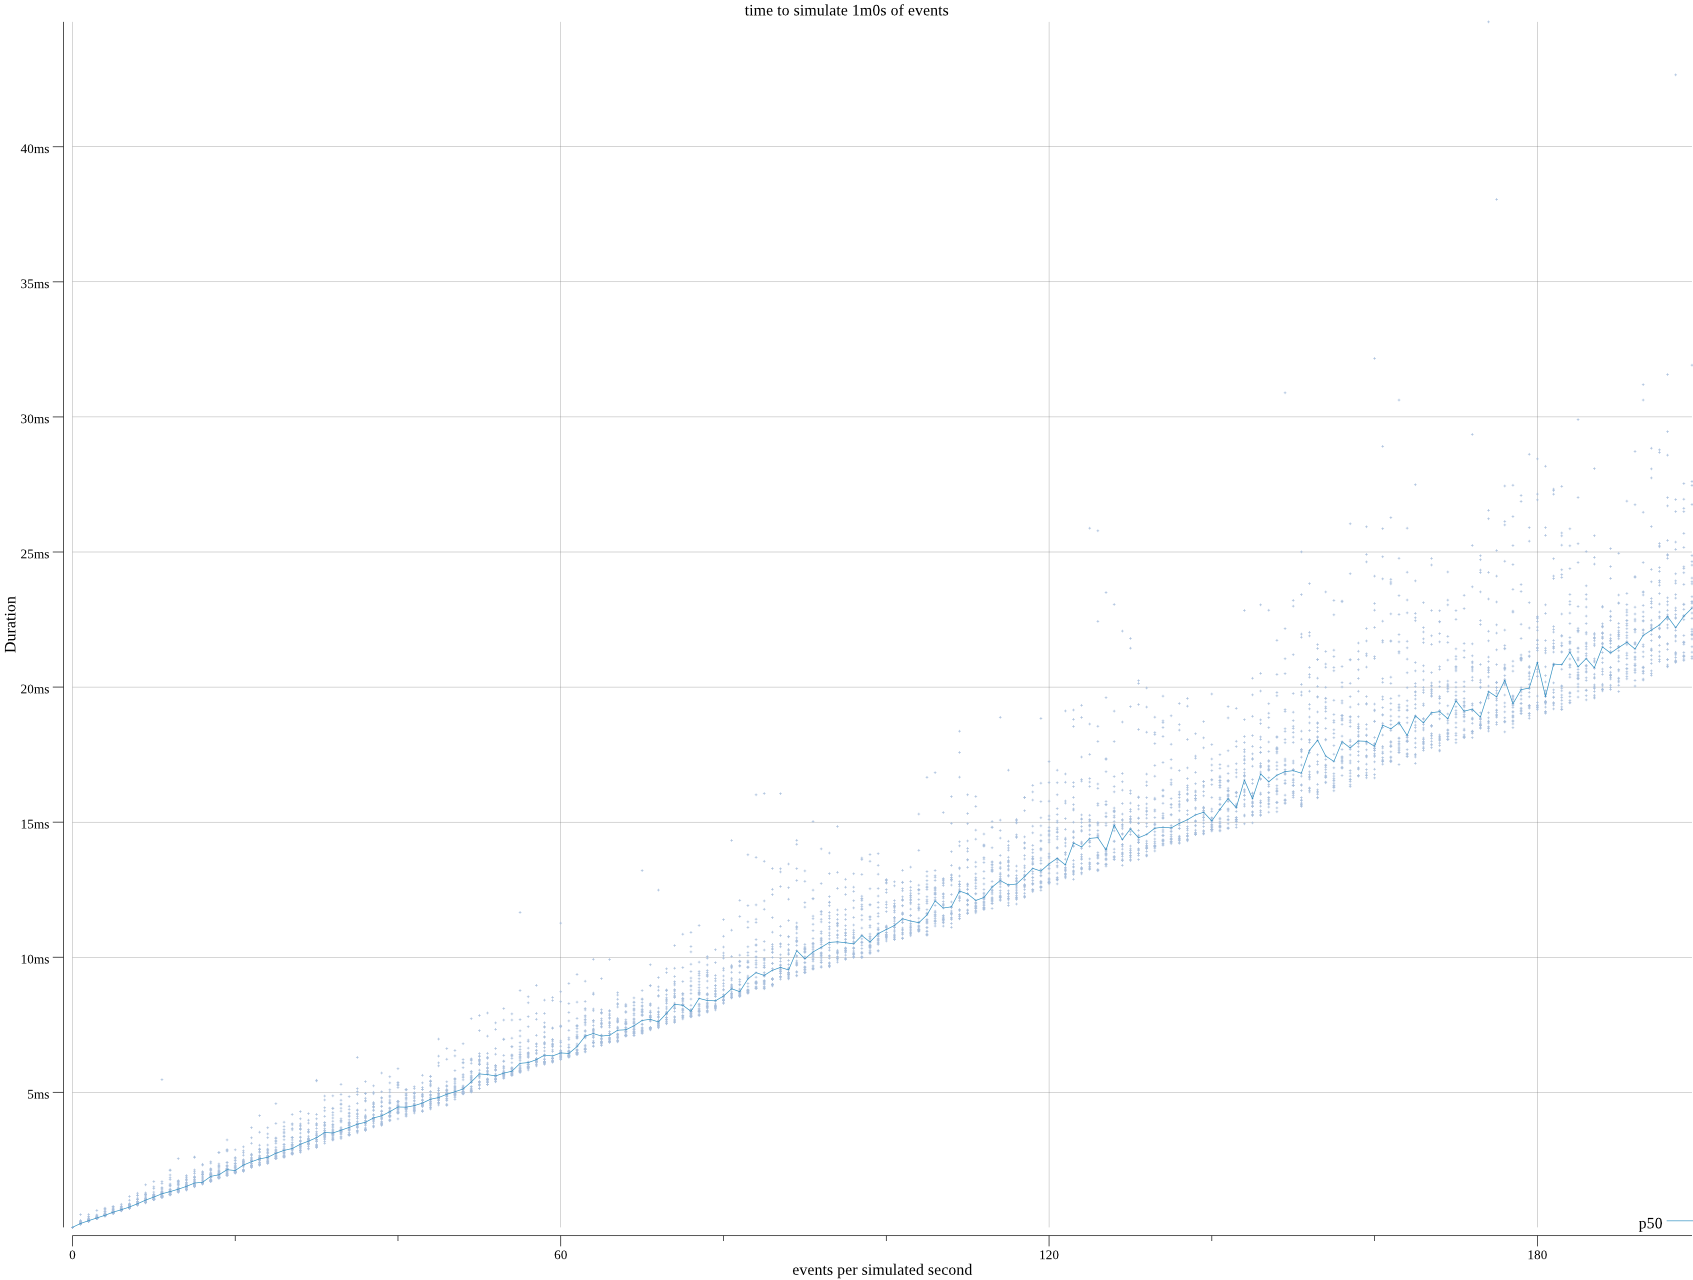 time to simulate 1m0s of events
40ms
35ms
30ms
25ms
20ms
15ms
10ms
5ms
Duration
p50
0 60 120 180
events per simulated second